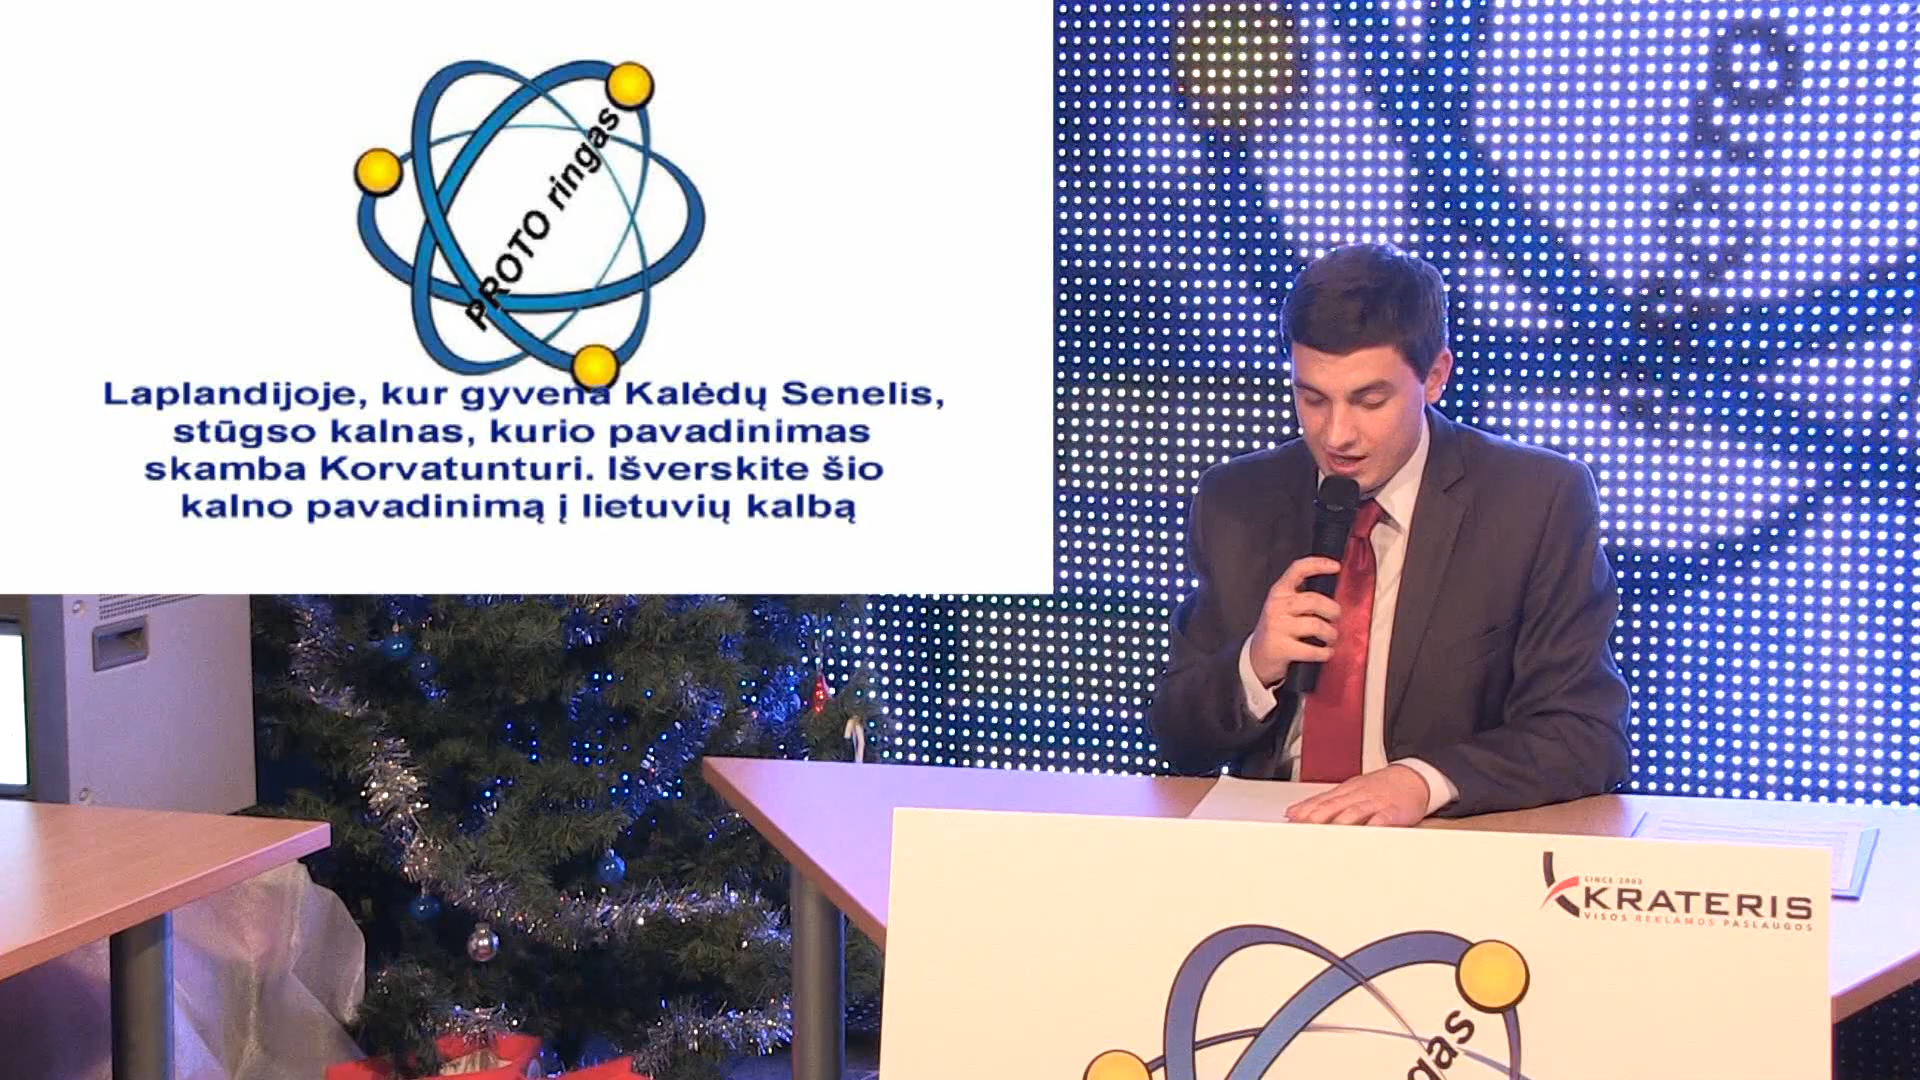 PROTO ringas
Laplandijoje, kur gyvena Kalėdų Senelis,
stūgso kalnas, kurio pavadinimas
skamba Korvatunturi. Išverskite šio
kalno pavadinimą į lietuvių kalbą
SINCE 2003
KRATERIS
VISOS REKLAMOS PASLAUGOS
gas